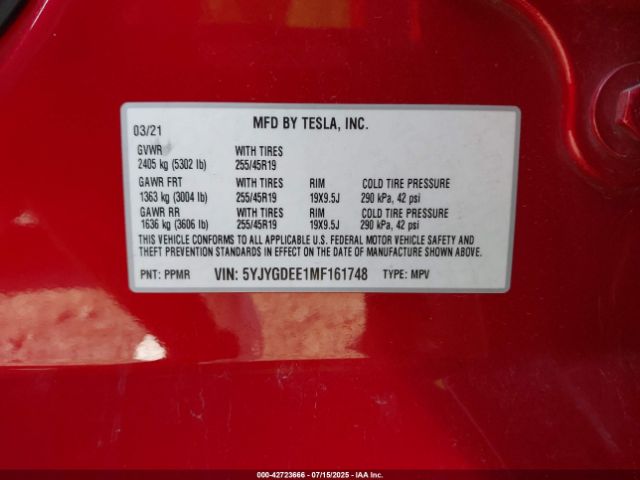 MFD BY TESLA, INC.
03/21
GVWR WITH TIRES
2405 kg (5302 lb) 255/45R19
GAWR FRT WITH TIRES RIM COLD TIRE PRESSURE
1363 kg (3004 lb) 255/45R19 19X9.5J 290 kPa, 42 psi
GAWR RR WITH TIRES RIM COLD TIRE PRESSURE
1636 kg (3606 lb) 255/45R19 19X9.5J 290 kPa, 42 psi
THIS VEHICLE CONFORMS TO ALL APPLICABLE U.S. FEDERAL MOTOR VEHICLE SAFETY AND
THEFT PREVENTION STANDARDS IN EFFECT ON THE DATE OF MANUFACTURE SHOWN ABOVE.
PNT: PPMR VIN: 5YJYGDEE1MF161748 TYPE: MPV
000-42723666 - 07/15/2025 - IAA Inc.